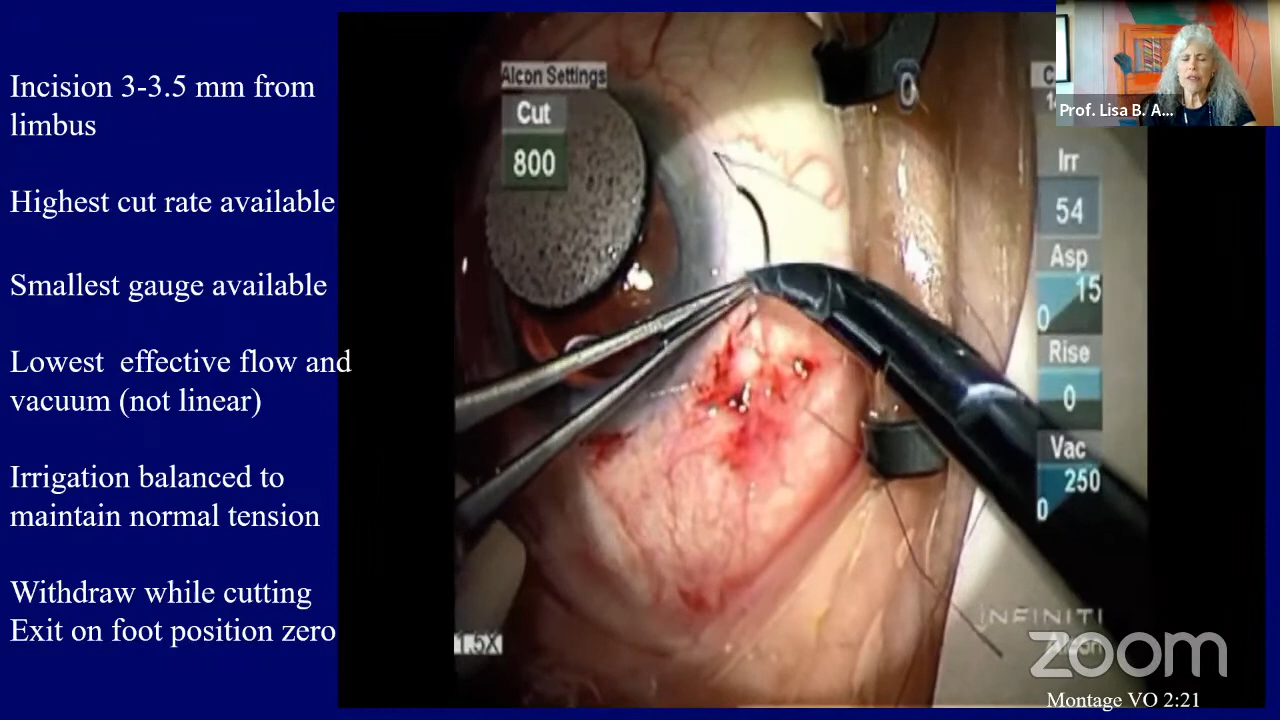 Incision 3-3.5 mm from
limbus
Highest cut rate available
Smallest gauge available
Lowest effective flow and
vacuum (not linear)
Irrigation balanced to
maintain normal tension
Withdraw while cutting
Exit on foot position zero
Alcon Settings
Cut
800
0
Prof. Lisa B. A...
Irr
54
Asp
15
0
Rise
0
Vac
250
0
1.5X
INFINITI
zoom
Montage VO 2:21